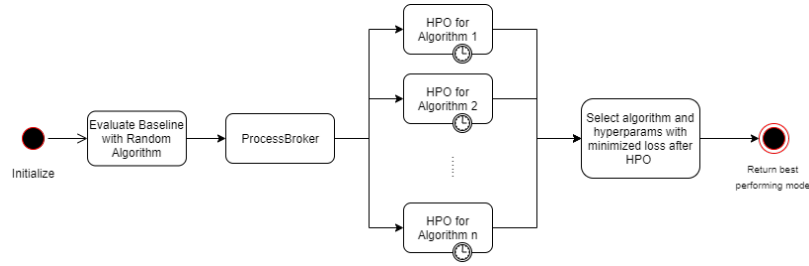 Initialize
Evaluate Baseline
with Random
Algorithm
ProcessBroker
HPO for
Algorithm 1
HPO for
Algorithm 2
HPO for
Algorithm n
Select algorithm and
hyperparams with
minimized loss after
HPO
Return best
performing mode